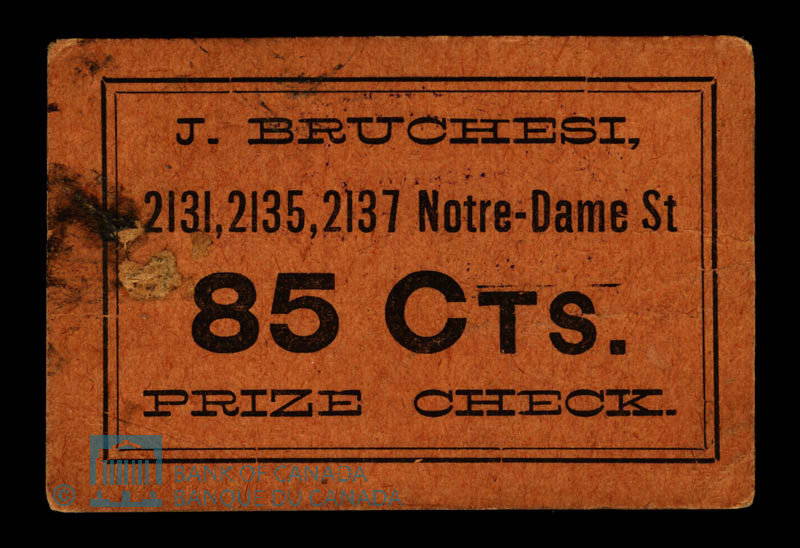 J. BRUCHESI,
2131, 2135, 2137 Notre-Dame St
85 CTS.
PRIZE CHECK.
© BANK OF CANADA
BANQUE DU CANADA